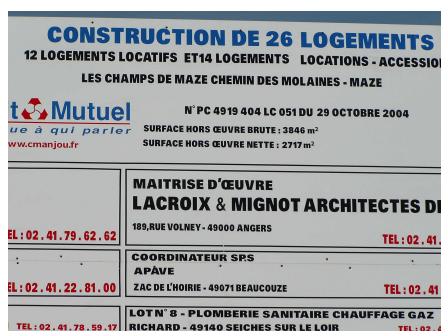 CONSTRUCTION DE 26 LOGEMENTS
12 LOGEMENTS LOCATIFS ET14 LOGEMENTS LOCATIONS - ACCESSIO
LES CHAMPS DE MAZE CHEMIN DES MOLAINES - MAZE
t Mutuel
ue à qui parler
www.cmanjou.fr
N° PC 4919 404 LC 051 DU 29 OCTOBRE 2004
SURFACE HORS ŒUVRE BRUTE : 3846 m²
SURFACE HORS ŒUVRE NETTE : 2717 m²
MAITRISE D'ŒUVRE
LACROIX & MIGNOT ARCHITECTES D
189,RUE VOLNEY - 49000 ANGERS
EL : 02.41.79.62.62
TEL : 02.41.
COORDINATEUR SPS
APAVE
ZAC DE L'HOIRIE - 49071 BEAUCOUZE
EL : 02.41.22.81.00
TEL : 02.41
LOT N° 8 - PLOMBERIE SANITAIRE CHAUFFAGE GAZ
RICHARD - 49140 SEICHES SUR LE LOIR
TEL : 02.41.78.59.17
TEL : 02.41